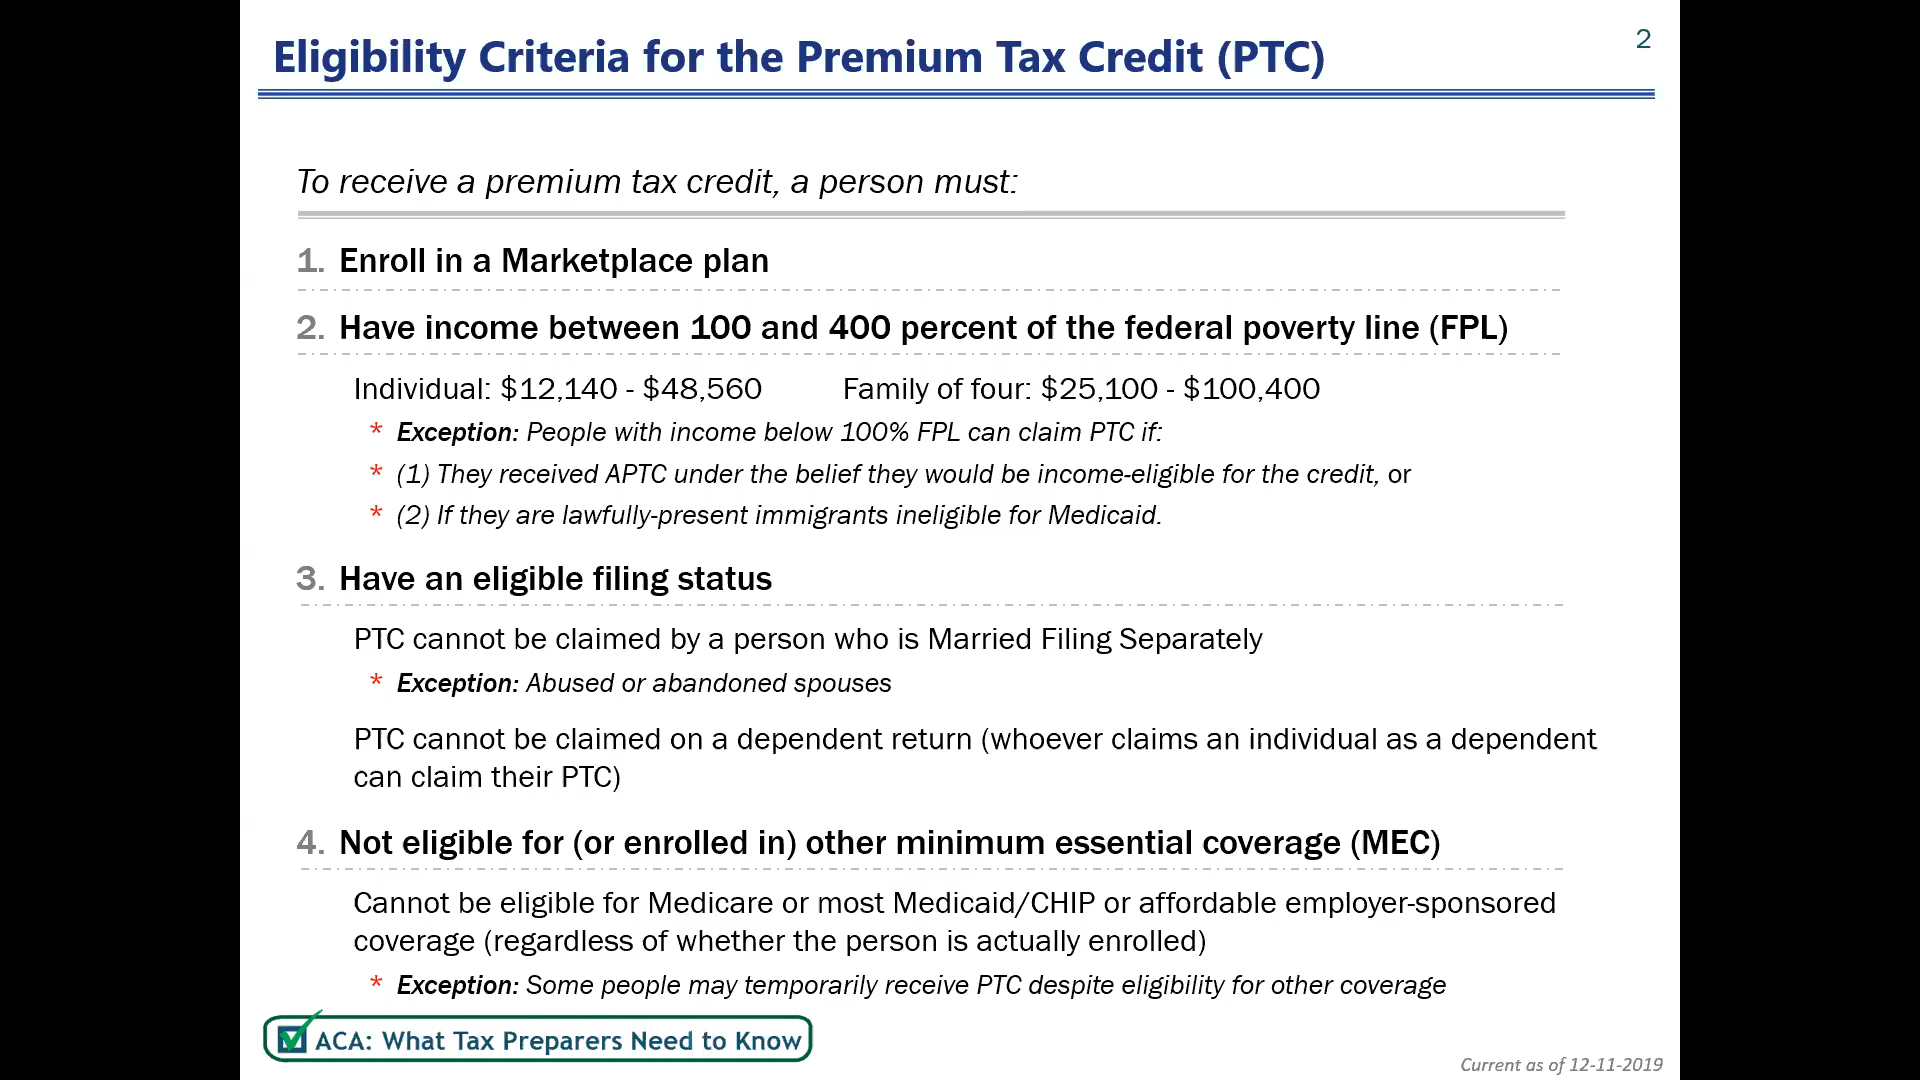 Eligibility Criteria for the Premium Tax Credit (PTC)
2
To receive a premium tax credit, a person must:
1. Enroll in a Marketplace plan
2. Have income between 100 and 400 percent of the federal poverty line (FPL)
Individual: $12,140 - $48,560 Family of four: $25,100 - $100,400
* Exception: People with income below 100% FPL can claim PTC if:
* (1) They received APTC under the belief they would be income-eligible for the credit, or
* (2) If they are lawfully-present immigrants ineligible for Medicaid.
3. Have an eligible filing status
PTC cannot be claimed by a person who is Married Filing Separately
* Exception: Abused or abandoned spouses
PTC cannot be claimed on a dependent return (whoever claims an individual as a dependent
can claim their PTC)
4. Not eligible for (or enrolled in) other minimum essential coverage (MEC)
Cannot be eligible for Medicare or most Medicaid/CHIP or affordable employer-sponsored
coverage (regardless of whether the person is actually enrolled)
* Exception: Some people may temporarily receive PTC despite eligibility for other coverage
ACA: What Tax Preparers Need to Know
Current as of 12-11-2019